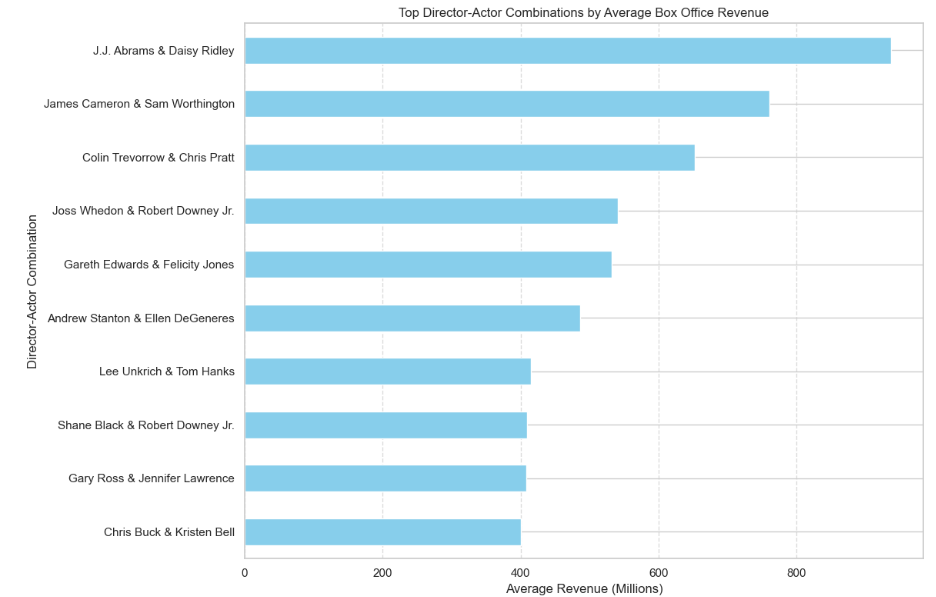 Top Director-Actor Combinations by Average Box Office Revenue
J.J. Abrams & Daisy Ridley
James Cameron & Sam Worthington
Colin Trevorrow & Chris Pratt
Joss Whedon & Robert Downey Jr.
Gareth Edwards & Felicity Jones
Andrew Stanton & Ellen DeGeneres
Lee Unkrich & Tom Hanks
Shane Black & Robert Downey Jr.
Gary Ross & Jennifer Lawrence
Chris Buck & Kristen Bell
Director-Actor Combination
0 200 400 600 800
Average Revenue (Millions)